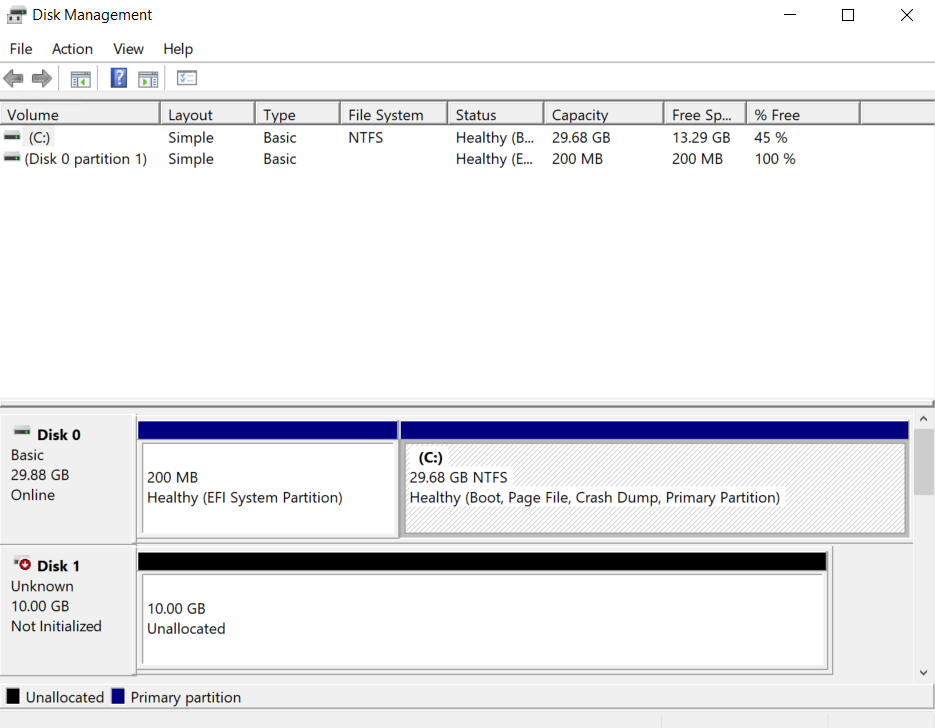 Disk Management
File Action View Help
Volume Layout Type File System Status Capacity Free Sp... % Free
(C:) Simple Basic NTFS Healthy (B... 29.68 GB 13.29 GB 45 %
(Disk 0 partition 1) Simple Basic Healthy (E... 200 MB 200 MB 100 %
Disk 0
Basic
29.88 GB
Online
200 MB
Healthy (EFI System Partition)
(C:)
29.68 GB NTFS
Healthy (Boot, Page File, Crash Dump, Primary Partition)
Disk 1
Unknown
10.00 GB
Not Initialized
10.00 GB
Unallocated
Unallocated Primary partition